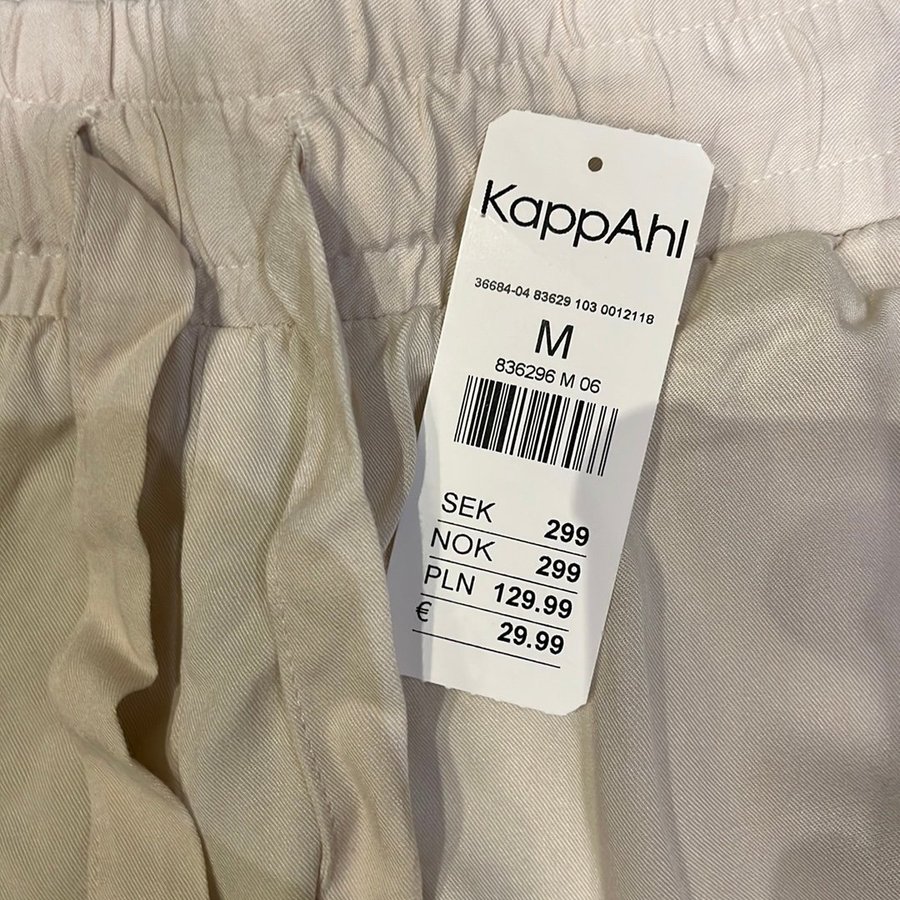 KappAhl
36684-04 83629 103 0012118
M
836296 M 06
SEK 299
NOK 299
PLN 129.99
€ 29.99